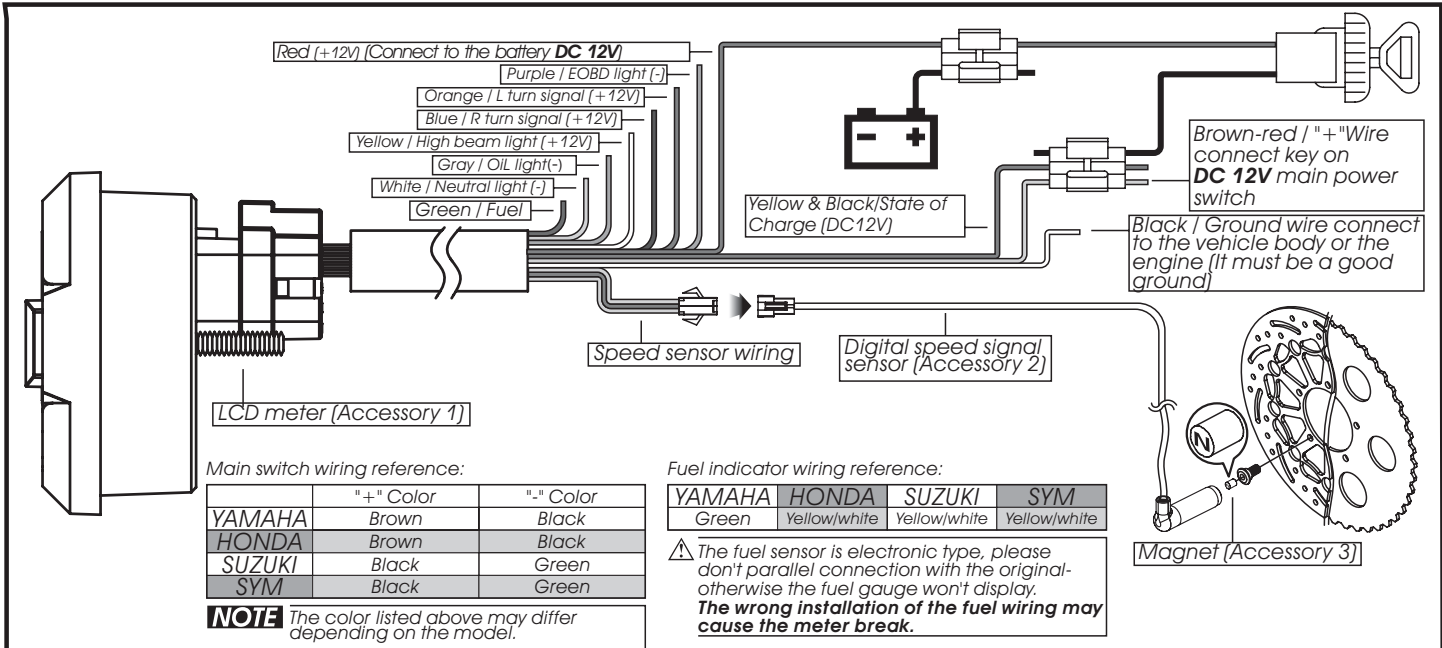 Red (+12V) (Connect to the battery DC 12V)
Purple / EOBD light (-)
Orange / L turn signal (+12V)
Blue / R turn signal (+12V)
Yellow / High beam light (+12V)
Gray / OiL light(-)
White / Neutral light (-)
Green / Fuel
Brown-red / "+"Wire
connect key on
DC 12V main power
switch
Yellow & Black/State of
Charge (DC12V)
Black / Ground wire connect
to the vehicle body or the
engine (It must be a good
ground)
Speed sensor wiring
Digital speed signal
sensor (Accessory 2)
LCD meter (Accessory 1)
N
Magnet (Accessory 3)
Main switch wiring reference:
"+" Color "-" Color
YAMAHA Brown Black
HONDA Brown Black
SUZUKI Black Green
SYM Black Green
NOTE The color listed above may differ
depending on the model.
Fuel indicator wiring reference:
YAMAHA HONDA SUZUKI SYM
Green Yellow/white Yellow/white Yellow/white
The fuel sensor is electronic type, please
don't parallel connection with the original-
otherwise the fuel gauge won't display.
The wrong installation of the fuel wiring may
cause the meter break.